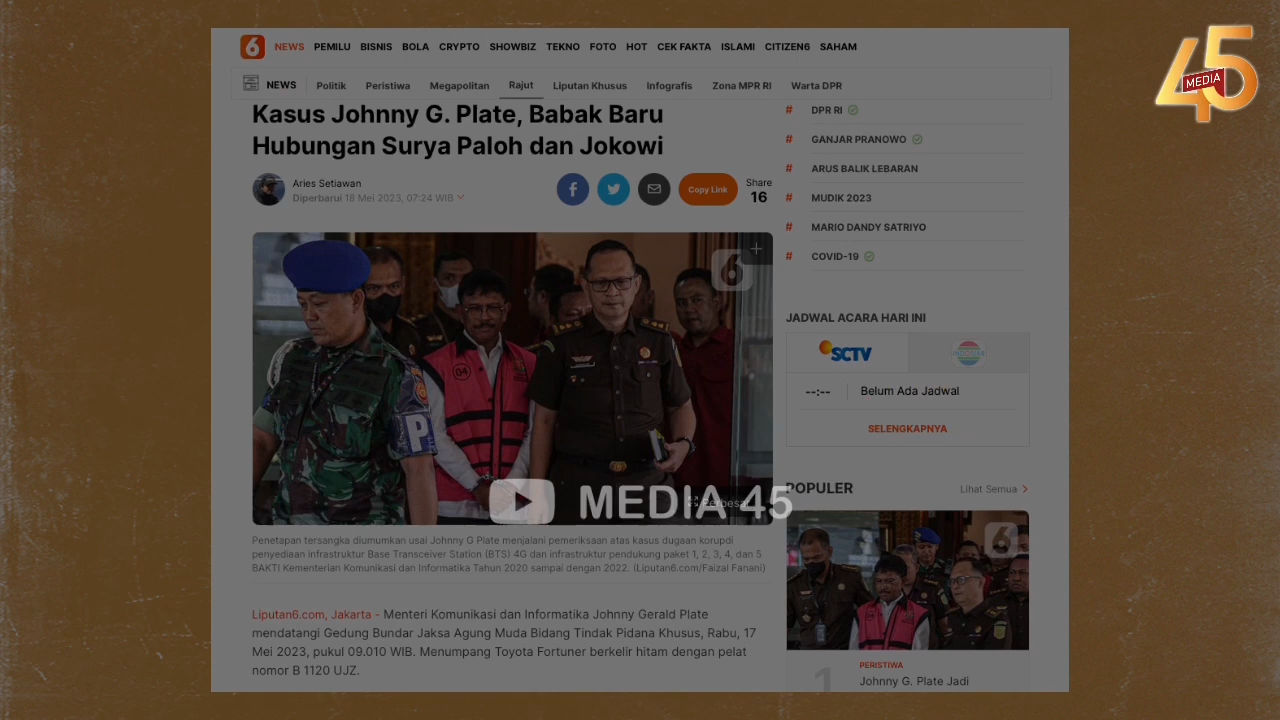 6 NEWS PEMILU BISNIS BOLA CRYPTO SHOWBIZ TEKNO FOTO HOT CEK FAKTA ISLAMI CITIZEN6 SAHAM
45
MEDIA
NEWS Politik Peristiwa Megapolitan Rajut Liputan Khusus Infografis Zona MPR RI Warta DPR
Kasus Johnny G. Plate, Babak Baru
Hubungan Surya Paloh dan Jokowi
Aries Setiawan
Diperbarui 18 Mei 2023, 07:24 WIB
Copy Link
Share
16
6
04
P
Perbesar
MEDIA 45
Penetapan tersangka diumumkan usai Johnny G Plate menjalani pemeriksaan atas kasus dugaan korupdi
penyediaan infrastruktur Base Transceiver Station (BTS) 4G dan infrastruktur pendukung paket 1, 2, 3, 4, dan 5
BAKTI Kementerian Komunikasi dan Informatika Tahun 2020 sampai dengan 2022. (Liputan6.com/Faizal Fanani)
Liputan6.com, Jakarta - Menteri Komunikasi dan Informatika Johnny Gerald Plate
mendatangi Gedung Bundar Jaksa Agung Muda Bidang Tindak Pidana Khusus, Rabu, 17
Mei 2023, pukul 09.010 WIB. Menumpang Toyota Fortuner berkelir hitam dengan pelat
nomor B 1120 UJZ.
# DPR RI
# GANJAR PRANOWO
# ARUS BALIK LEBARAN
# MUDIK 2023
# MARIO DANDY SATRIYO
# COVID-19
JADWAL ACARA HARI INI
SCTV INDOSIAR
--:-- Belum Ada Jadwal
SELENGKAPNYA
POPULER Lihat Semua
6
1
PERISTIWA
Johnny G. Plate Jadi